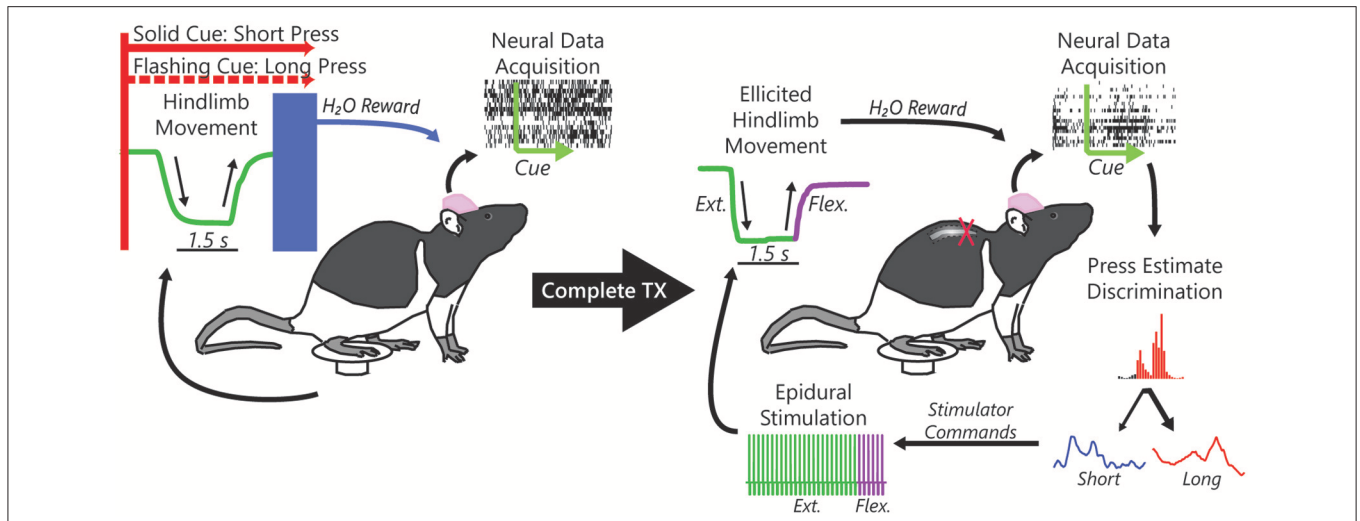 Solid Cue: Short Press
Flashing Cue: Long Press
Hindlimb
Movement
1.5 s
H₂O Reward
Neural Data
Acquisition
Cue
Complete TX
Ellicited
Hindlimb
Movement
Ext.
Flex.
1.5 s
H₂O Reward
Neural Data
Acquisition
Cue
Press Estimate
Discrimination
Short
Long
Stimulator
Commands
Epidural
Stimulation
Ext.
Flex.